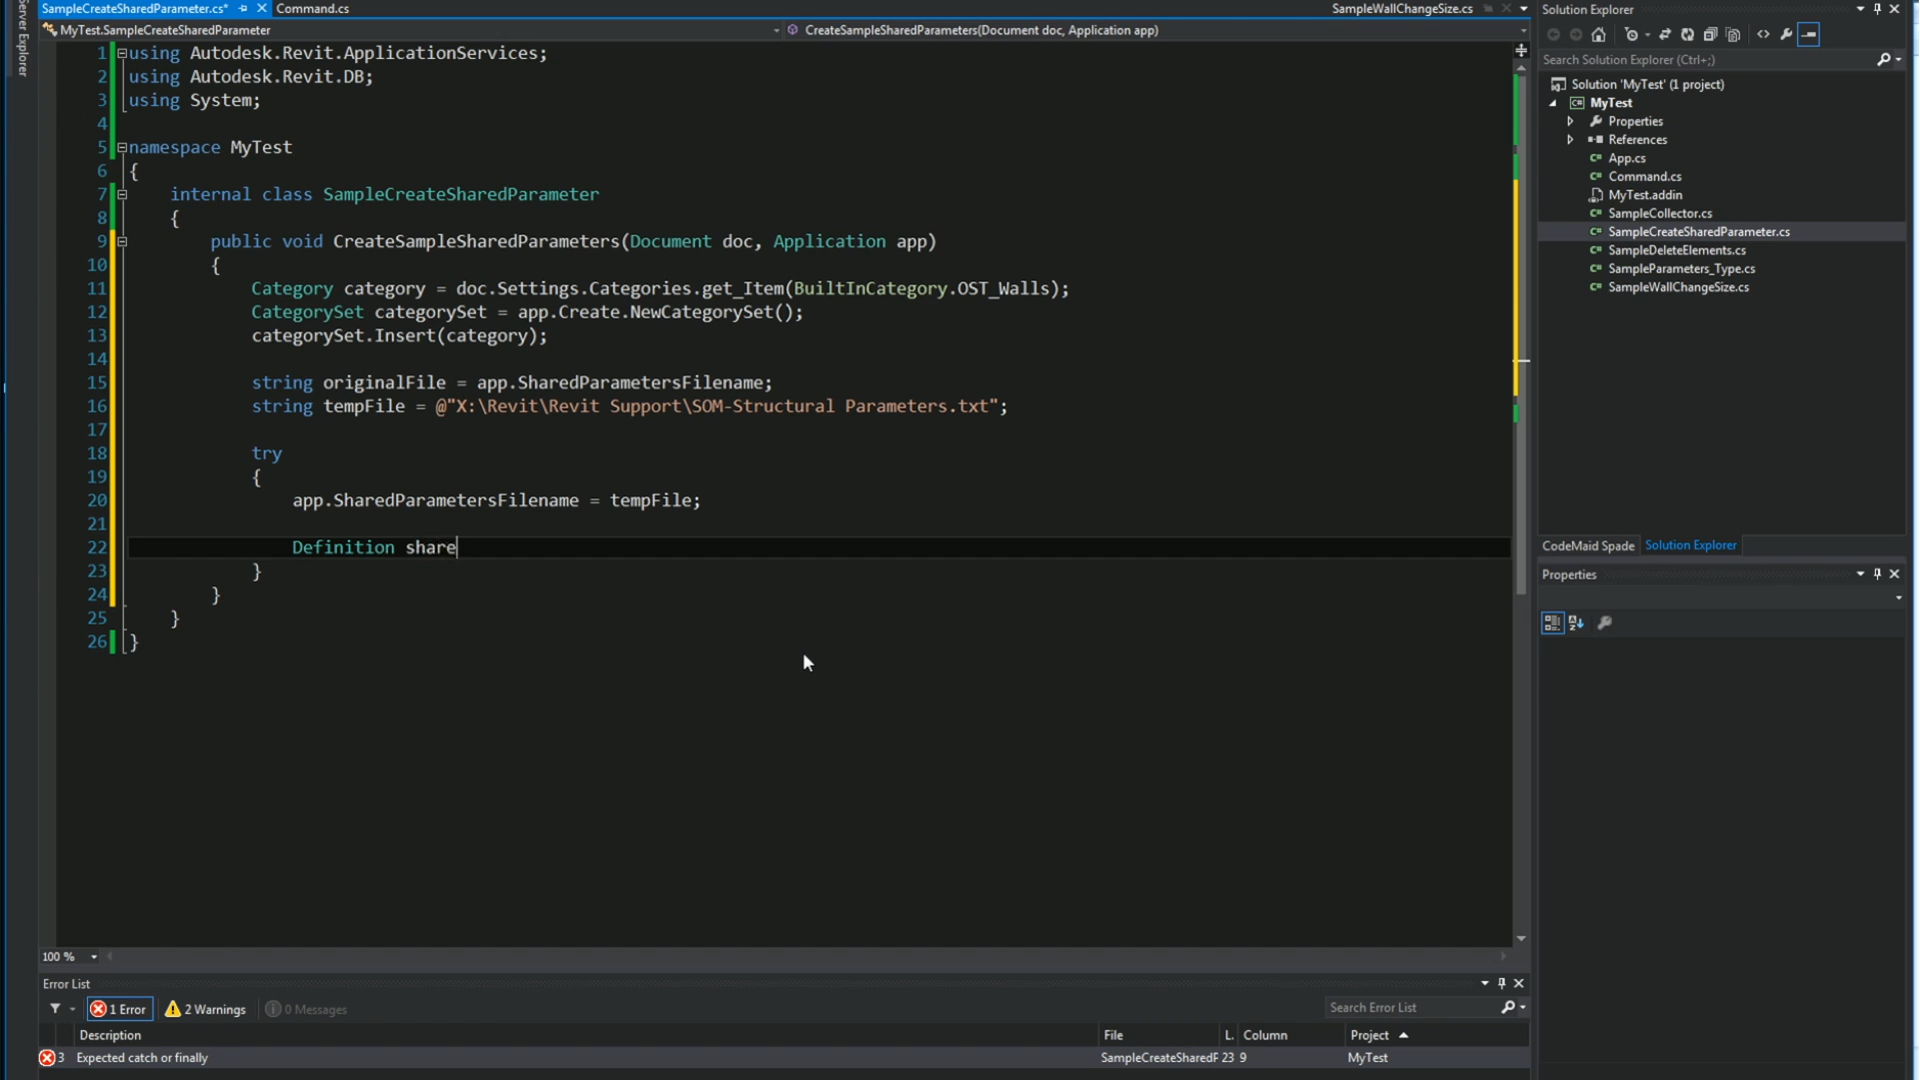 Server Explorer
SampleCreateSharedParameter.cs*
Command.cs
SampleWallChangeSize.cs
MyTest.SampleCreateSharedParameter
CreateSampleSharedParameters(Document doc, Application app)
1 using Autodesk.Revit.ApplicationServices;
2 using Autodesk.Revit.DB;
3 using System;
4
5 namespace MyTest
6 {
7 internal class SampleCreateSharedParameter
8 {
9 public void CreateSampleSharedParameters(Document doc, Application app)
10 {
11 Category category = doc.Settings.Categories.get_Item(BuiltInCategory.OST_Walls);
12 CategorySet categorySet = app.Create.NewCategorySet();
13 categorySet.Insert(category);
14
15 string originalFile = app.SharedParametersFilename;
16 string tempFile = @"X:\Revit\Revit Support\SOM-Structural Parameters.txt";
17
18 try
19 {
20 app.SharedParametersFilename = tempFile;
21
22 Definition share
23 }
24 }
25 }
26 }
100 %
Error List
1 Error
2 Warnings
0 Messages
Search Error List
Description File L. Column Project
3 Expected catch or finally SampleCreateSharedF 23 9 MyTest
Solution Explorer
Search Solution Explorer (Ctrl+;)
Solution 'MyTest' (1 project)
MyTest
Properties
References
App.cs
Command.cs
MyTest.addin
SampleCollector.cs
SampleCreateSharedParameter.cs
SampleDeleteElements.cs
SampleParameters_Type.cs
SampleWallChangeSize.cs
CodeMaid Spade
Solution Explorer
Properties